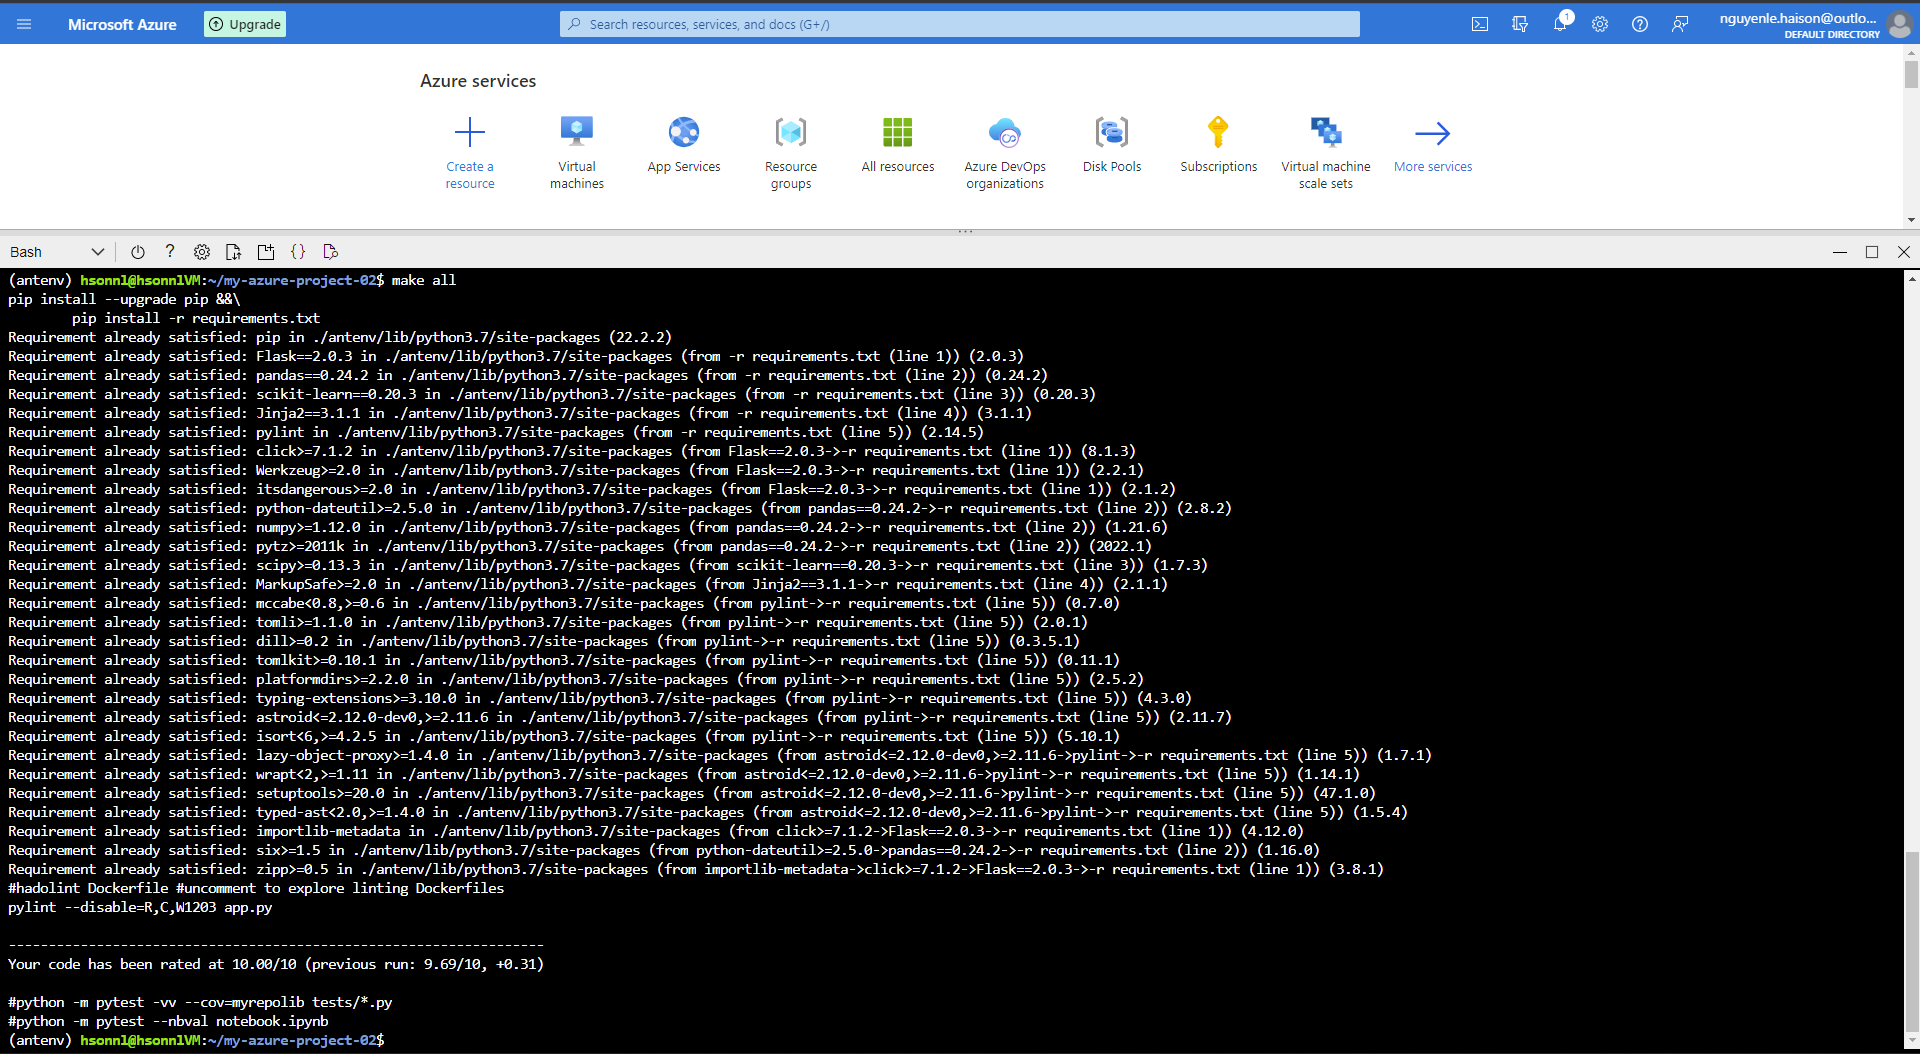 Microsoft Azure
Upgrade
Search resources, services, and docs (G+/)
1
nguyenle.haison@outlo...
DEFAULT DIRECTORY
Azure services
Create a resource
Virtual machines
App Services
Resource groups
All resources
Azure DevOps organizations
Disk Pools
Subscriptions
Virtual machine scale sets
More services
Bash
(antenv) hsonnl@hsonnlVM:~/my-azure-project-02$ make all
pip install --upgrade pip &&\
pip install -r requirements.txt
Requirement already satisfied: pip in ./antenv/lib/python3.7/site-packages (22.2.2)
Requirement already satisfied: Flask==2.0.3 in ./antenv/lib/python3.7/site-packages (from -r requirements.txt (line 1)) (2.0.3)
Requirement already satisfied: pandas==0.24.2 in ./antenv/lib/python3.7/site-packages (from -r requirements.txt (line 2)) (0.24.2)
Requirement already satisfied: scikit-learn==0.20.3 in ./antenv/lib/python3.7/site-packages (from -r requirements.txt (line 3)) (0.20.3)
Requirement already satisfied: Jinja2==3.1.1 in ./antenv/lib/python3.7/site-packages (from -r requirements.txt (line 4)) (3.1.1)
Requirement already satisfied: pylint in ./antenv/lib/python3.7/site-packages (from -r requirements.txt (line 5)) (2.14.5)
Requirement already satisfied: click>=7.1.2 in ./antenv/lib/python3.7/site-packages (from Flask==2.0.3->-r requirements.txt (line 1)) (8.1.3)
Requirement already satisfied: Werkzeug>=2.0 in ./antenv/lib/python3.7/site-packages (from Flask==2.0.3->-r requirements.txt (line 1)) (2.2.1)
Requirement already satisfied: itsdangerous>=2.0 in ./antenv/lib/python3.7/site-packages (from Flask==2.0.3->-r requirements.txt (line 1)) (2.1.2)
Requirement already satisfied: python-dateutil>=2.5.0 in ./antenv/lib/python3.7/site-packages (from pandas==0.24.2->-r requirements.txt (line 2)) (2.8.2)
Requirement already satisfied: numpy>=1.12.0 in ./antenv/lib/python3.7/site-packages (from pandas==0.24.2->-r requirements.txt (line 2)) (1.21.6)
Requirement already satisfied: pytz>=2011k in ./antenv/lib/python3.7/site-packages (from pandas==0.24.2->-r requirements.txt (line 2)) (2022.1)
Requirement already satisfied: scipy>=0.13.3 in ./antenv/lib/python3.7/site-packages (from scikit-learn==0.20.3->-r requirements.txt (line 3)) (1.7.3)
Requirement already satisfied: MarkupSafe>=2.0 in ./antenv/lib/python3.7/site-packages (from Jinja2==3.1.1->-r requirements.txt (line 4)) (2.1.1)
Requirement already satisfied: mccabe<0.8,>=0.6 in ./antenv/lib/python3.7/site-packages (from pylint->-r requirements.txt (line 5)) (0.7.0)
Requirement already satisfied: tomli>=1.1.0 in ./antenv/lib/python3.7/site-packages (from pylint->-r requirements.txt (line 5)) (2.0.1)
Requirement already satisfied: dill>=0.2 in ./antenv/lib/python3.7/site-packages (from pylint->-r requirements.txt (line 5)) (0.3.5.1)
Requirement already satisfied: tomlkit>=0.10.1 in ./antenv/lib/python3.7/site-packages (from pylint->-r requirements.txt (line 5)) (0.11.1)
Requirement already satisfied: platformdirs>=2.2.0 in ./antenv/lib/python3.7/site-packages (from pylint->-r requirements.txt (line 5)) (2.5.2)
Requirement already satisfied: typing-extensions>=3.10.0 in ./antenv/lib/python3.7/site-packages (from pylint->-r requirements.txt (line 5)) (4.3.0)
Requirement already satisfied: astroid<=2.12.0-dev0,>=2.11.6 in ./antenv/lib/python3.7/site-packages (from pylint->-r requirements.txt (line 5)) (2.11.7)
Requirement already satisfied: isort<6,>=4.2.5 in ./antenv/lib/python3.7/site-packages (from pylint->-r requirements.txt (line 5)) (5.10.1)
Requirement already satisfied: lazy-object-proxy>=1.4.0 in ./antenv/lib/python3.7/site-packages (from astroid<=2.12.0-dev0,>=2.11.6->pylint->-r requirements.txt (line 5)) (1.7.1)
Requirement already satisfied: wrapt<2,>=1.11 in ./antenv/lib/python3.7/site-packages (from astroid<=2.12.0-dev0,>=2.11.6->pylint->-r requirements.txt (line 5)) (1.14.1)
Requirement already satisfied: setuptools>=20.0 in ./antenv/lib/python3.7/site-packages (from astroid<=2.12.0-dev0,>=2.11.6->pylint->-r requirements.txt (line 5)) (47.1.0)
Requirement already satisfied: typed-ast<2.0,>=1.4.0 in ./antenv/lib/python3.7/site-packages (from astroid<=2.12.0-dev0,>=2.11.6->pylint->-r requirements.txt (line 5)) (1.5.4)
Requirement already satisfied: importlib-metadata in ./antenv/lib/python3.7/site-packages (from click>=7.1.2->Flask==2.0.3->-r requirements.txt (line 1)) (4.12.0)
Requirement already satisfied: six>=1.5 in ./antenv/lib/python3.7/site-packages (from python-dateutil>=2.5.0->pandas==0.24.2->-r requirements.txt (line 2)) (1.16.0)
Requirement already satisfied: zipp>=0.5 in ./antenv/lib/python3.7/site-packages (from importlib-metadata->click>=7.1.2->Flask==2.0.3->-r requirements.txt (line 1)) (3.8.1)
#hadolint Dockerfile #uncomment to explore linting Dockerfiles
pylint --disable=R,C,W1203 app.py
-------------------------------------------------------------------
Your code has been rated at 10.00/10 (previous run: 9.69/10, +0.31)
#python -m pytest -vv --cov=myrepolib tests/*.py
#python -m pytest --nbval notebook.ipynb
(antenv) hsonnl@hsonnlVM:~/my-azure-project-02$